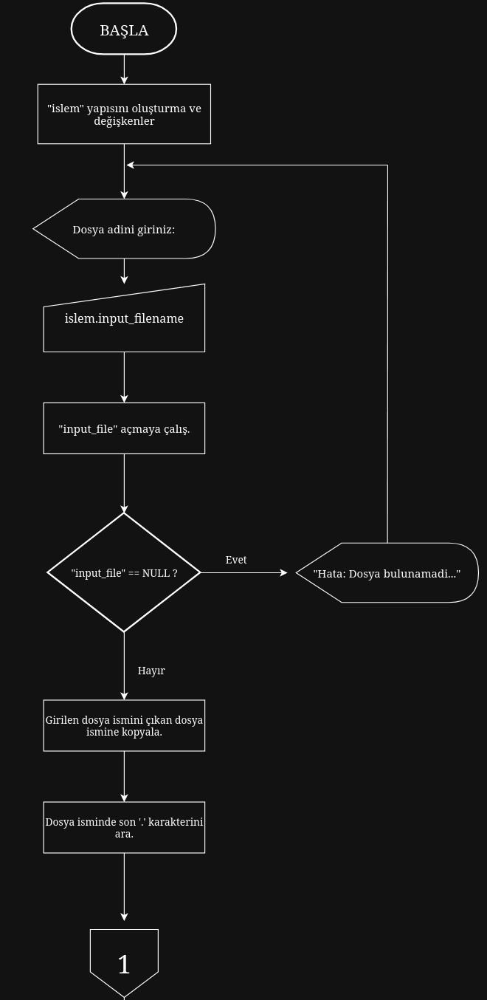 BAŞLA
"islem" yapısını oluşturma ve
değişkenler
Dosya adini giriniz:
islem.input_filename
"input_file" açmaya çalış.
"input_file" == NULL ?
Evet
"Hata: Dosya bulunamadi..."
Hayır
Girilen dosya ismini çıkan dosya
ismine kopyala.
Dosya isminde son '.' karakterini
ara.
1